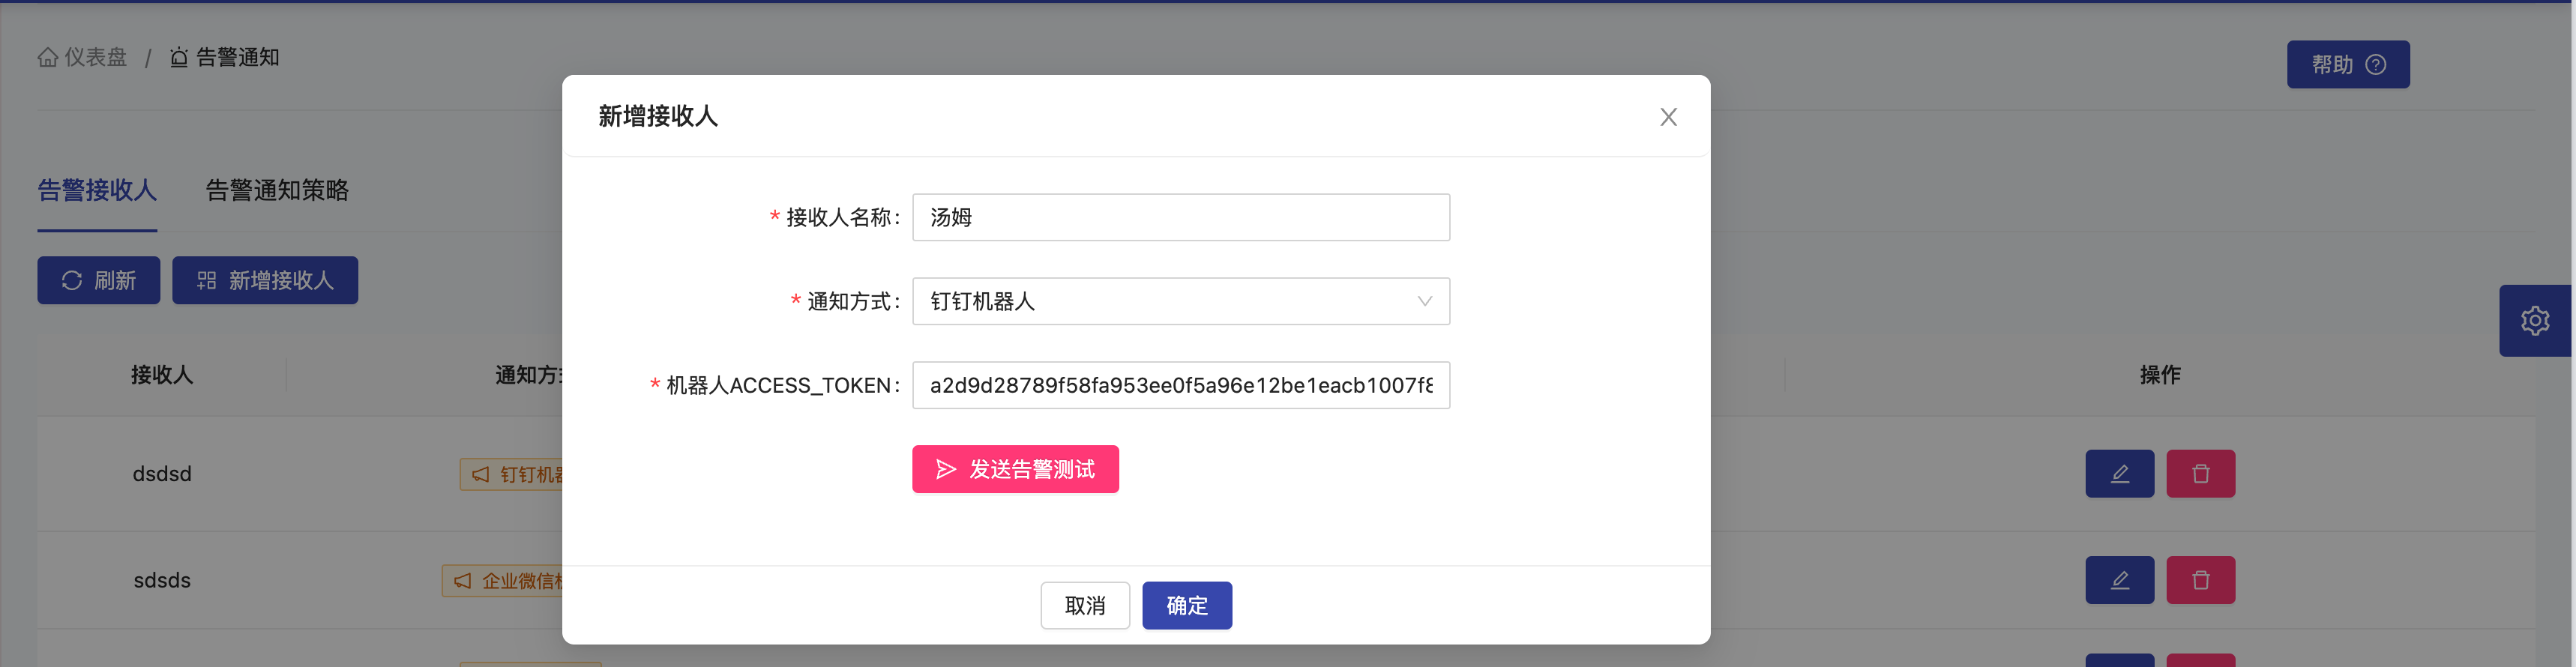 仪表盘 / 告警通知
帮助
告警接收人 告警通知策略
刷新 新增接收人
接收人 通知方 操作
dsdsd 钉钉机
sdsds 企业微信
新增接收人
* 接收人名称: 汤姆
* 通知方式: 钉钉机器人
* 机器人ACCESS_TOKEN: a2d9d28789f58fa953ee0f5a96e12be1eacb1007f
发送告警测试
取消 确定